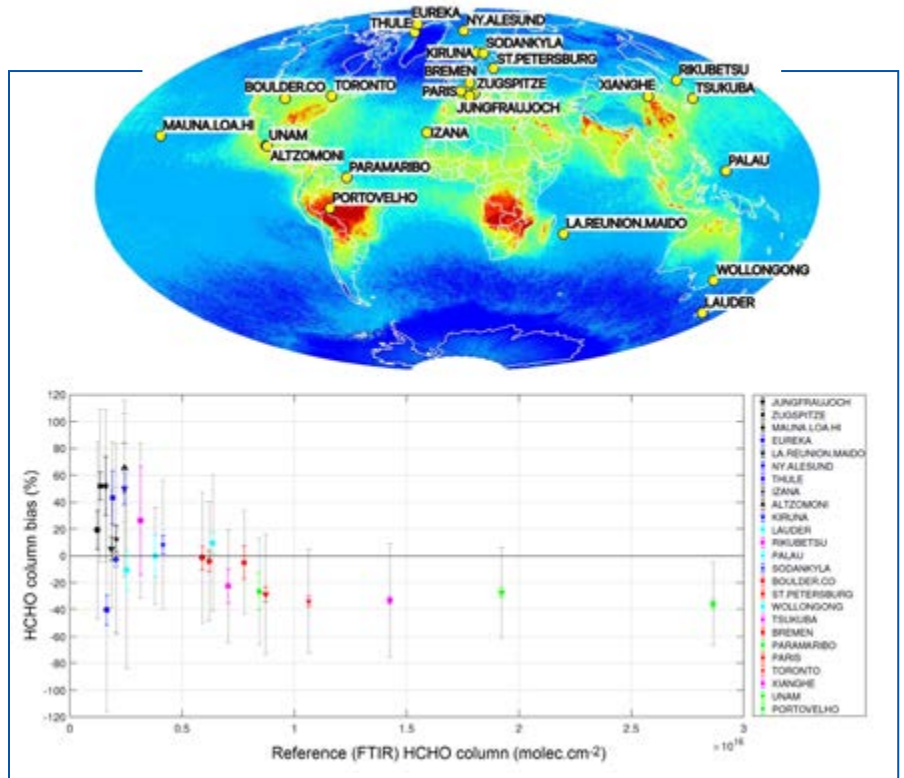 EUREKA
THULE
NY.ALESUND
KIRUNA
SODANKYLA
ST.PETERSBURG
BREMEN
RIKUBETSU
BOULDER.CO
TORONTO
PARIS
ZUGSPITZE
XIANGHE
TSUKUBA
JUNGFRAUJOCH
MAUNA.LOA.HI
UNAM
IZANA
ALTZOMONI
PARAMARIBO
PALAU
PORTOVELHO
LA.REUNION.MAIDO
WOLLONGONG
LAUDER
HCHO column bias (%)
120
100
80
60
40
20
0
-20
-40
-60
-80
-100
-120
0 0.5 1 1.5 2 2.5 3
×10^16
Reference (FTIR) HCHO column (molec.cm-2)
JUNGFRAUJOCH
ZUGSPITZE
MAUNA.LOA.HI
EUREKA
LA.REUNION.MAIDO
NY.ALESUND
THULE
IZANA
ALTZOMONI
KIRUNA
LAUDER
RIKUBETSU
PALAU
SODANKYLA
BOULDER.CO
ST.PETERSBURG
WOLLONGONG
TSUKUBA
BREMEN
PARAMARIBO
PARIS
TORONTO
XIANGHE
UNAM
PORTOVELHO